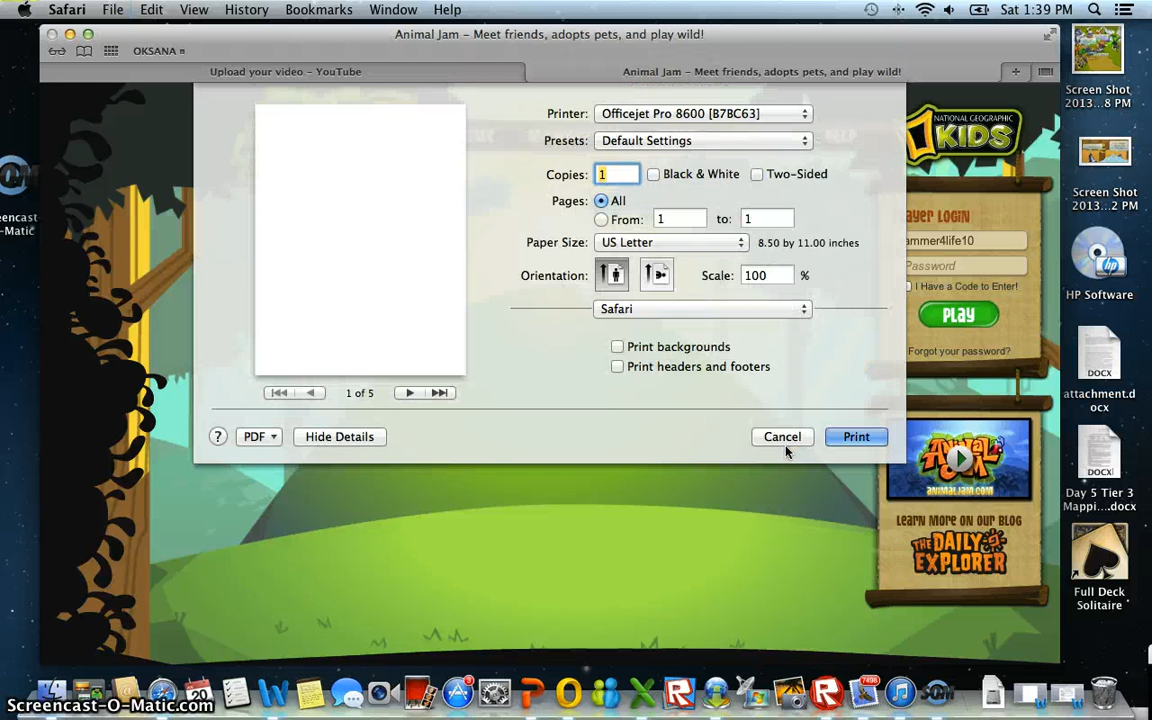 Safari File Edit View History Bookmarks Window Help Sat 1:39 PM
Animal Jam – Meet friends, adopts pets, and play wild!
OKSANA
Upload your video – YouTube
Animal Jam – Meet friends, adopts pets, and play wild!
Printer: Officejet Pro 8600 [B7BC63]
Presets: Default Settings
Copies: 1 Black & White Two-Sided
Pages: All
From: 1 to: 1
Paper Size: US Letter 8.50 by 11.00 inches
Orientation: Scale: 100 %
Safari
Print backgrounds
Print headers and footers
1 of 5
? PDF Hide Details Cancel Print
NATIONAL GEOGRAPHIC
KIDS
AYER LOGIN
ammer4life10
Password
I Have a Code to Enter!
PLAY
Forgot your password?
ANIMAL JAM
ANIMALJAM.COM
LEARN MORE ON OUR BLOG
THE DAILY
EXPLORER
Screen Shot
2013...8 PM
Screen Shot
2013...2 PM
hp
HP Software
DOCX
attachment.d
ocx
DOCX
Day 5 Tier 3
Mappi....docx
Full Deck
Solitaire
encast-O
-Matic
20
7498
SOM
Screencast-O-Matic.com